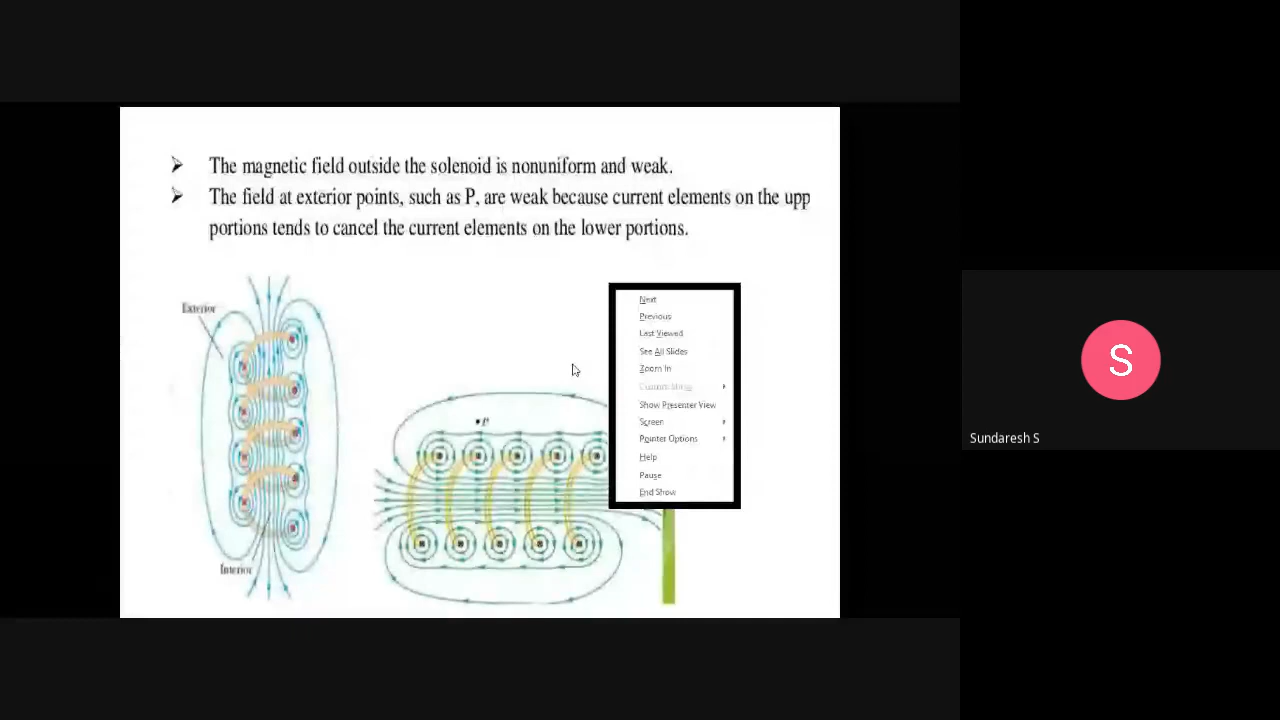 The magnetic field outside the solenoid is nonuniform and weak.
The field at exterior points, such as P, are weak because current elements on the upp
portions tends to cancel the current elements on the lower portions.
Exterior
P
Interior
Next
Previous
Last Viewed
See All Slides
Zoom In
Custom Show
Show Presenter View
Screen
Pointer Options
Help
Pause
End Show
S
Sundaresh S